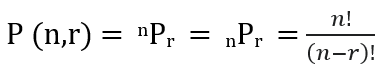 P (n,r) = ⁿPᵣ = ₙPᵣ = n!/(n−r)!